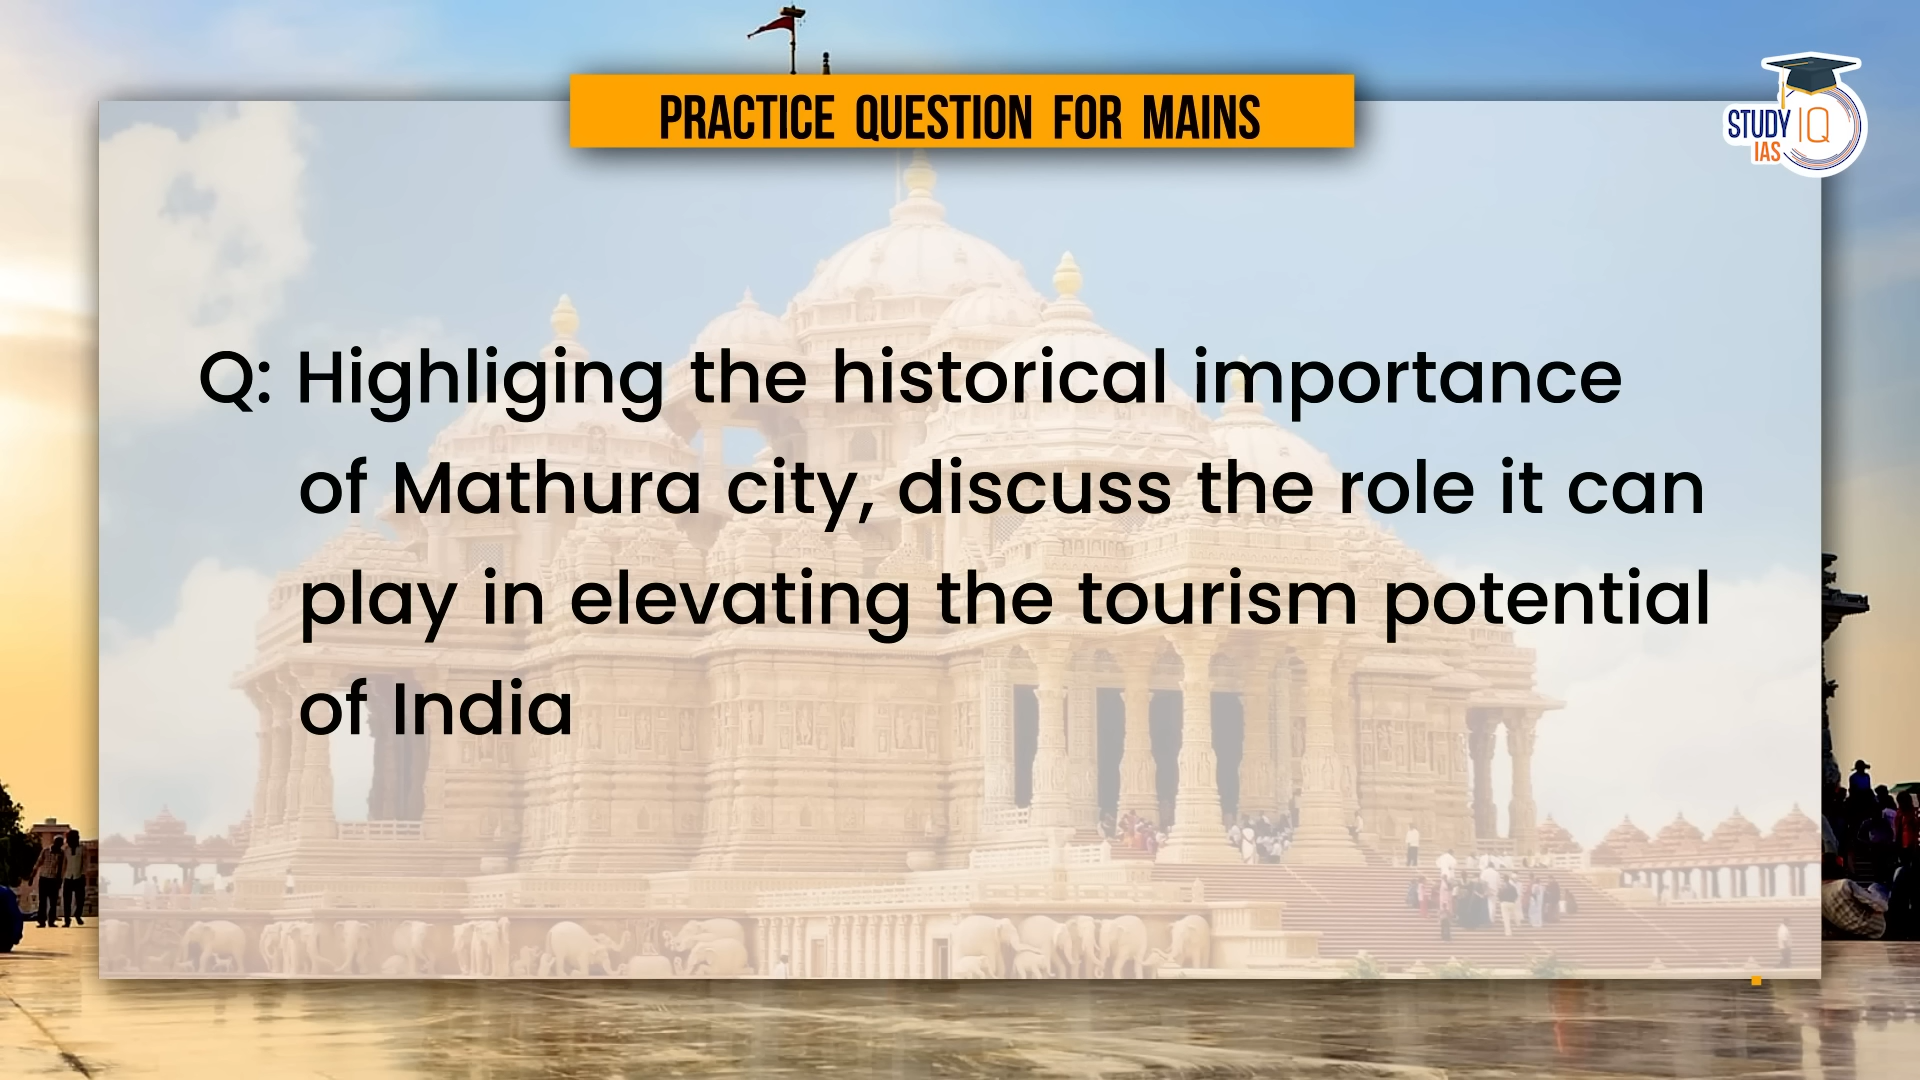 PRACTICE QUESTION FOR MAINS
STUDY IQ
IAS
Q: Highliging the historical importance
of Mathura city, discuss the role it can
play in elevating the tourism potential
of India